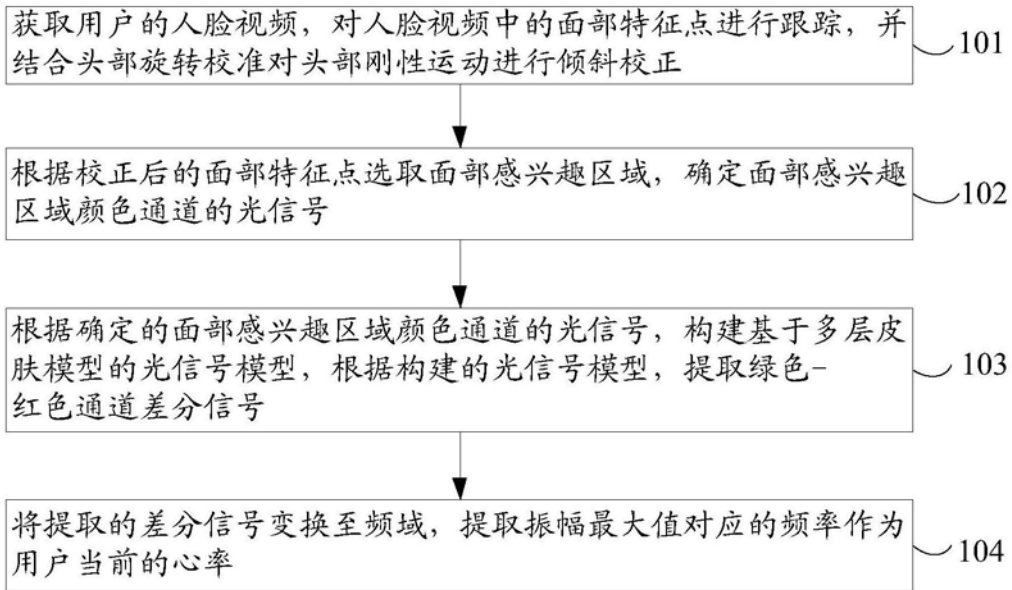 获取用户的人脸视频，对人脸视频中的面部特征点进行跟踪，并
结合头部旋转校准对头部刚性运动进行倾斜校正
101
根据校正后的面部特征点选取面部感兴趣区域，确定面部感兴趣
区域颜色通道的光信号
102
根据确定的面部感兴趣区域颜色通道的光信号，构建基于多层皮
肤模型的光信号模型，根据构建的光信号模型，提取绿色-
红色通道差分信号
103
将提取的差分信号变换至频域，提取振幅最大值对应的频率作为
用户当前的心率
104